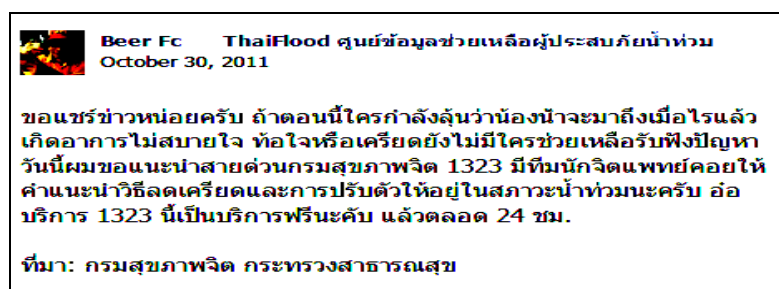 Beer Fc ThaiFlood ศูนย์ข้อมูลช่วยเหลือผู้ประสบภัยน้ำท่วม
October 30, 2011
ขอแชร์ข่าวหน่อยครับ ถ้าตอนนี้ใครกำลังลุ้นว่าน้องน้ำจะมาถึงเมื่อไรแล้ว
เกิดอาการไม่สบายใจ ท้อใจหรือเครียดยังไม่มีใครช่วยเหลือรับฟังปัญหา
วันนี้ผมขอแนะนำสายด่วนกรมสุขภาพจิต 1323 มีทีมนักจิตแพทย์คอยให้
คำแนะนำวิธีลดเครียดและการปรับตัวให้อยู่ในสภาวะน้ำท่วมนะครับ อ๋อ
บริการ 1323 นี้เป็นบริการฟรีนะคับ แล้วตลอด 24 ชม.
ที่มา: กรมสุขภาพจิต กระทรวงสาธารณสุข